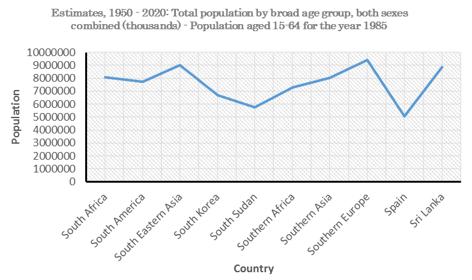 Estimates, 1950 - 2020: Total population by broad age group, both sexes
combined (thousands) - Population aged 15-64 for the year 1985
10000000
9000000
8000000
7000000
6000000
5000000
4000000
3000000
2000000
1000000
0
Population
South Africa
South America
South Eastern Asia
South Korea
South Sudan
Southern Africa
Southern Asia
Southern Europe
Spain
Sri Lanka
Country